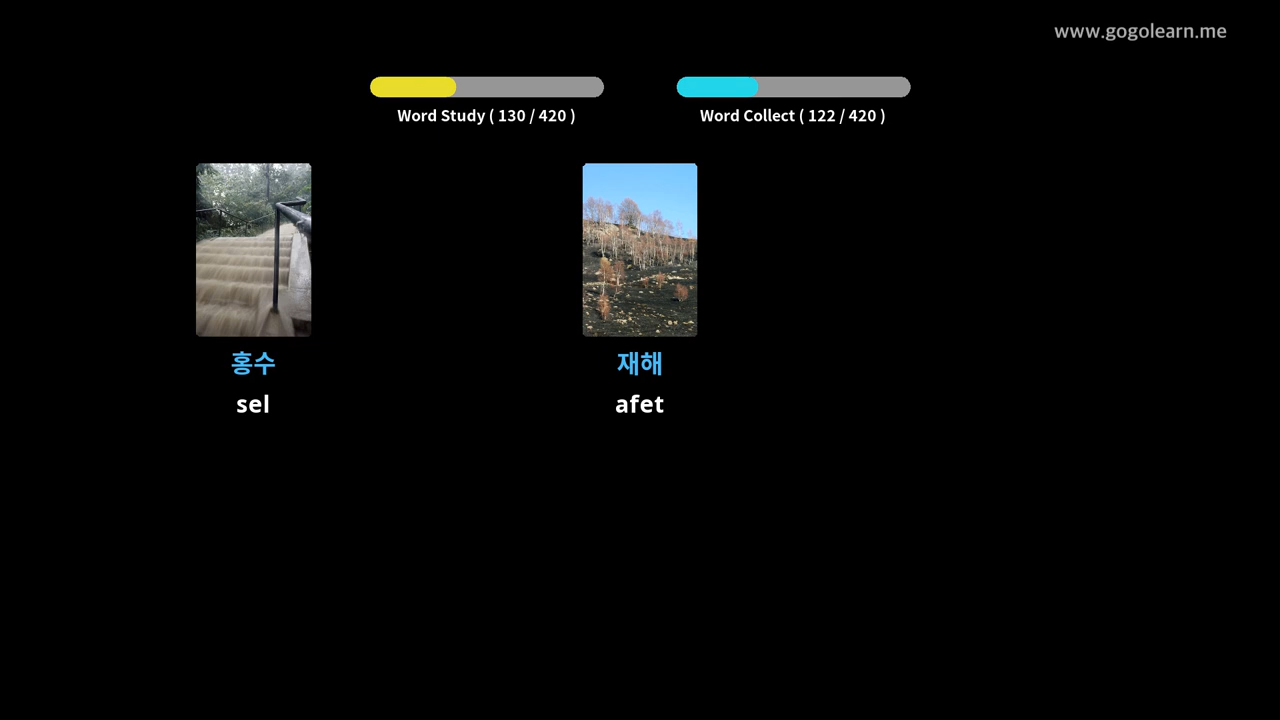 www.gogolearn.me
Word Study ( 130 / 420 )
Word Collect ( 122 / 420 )
홍수
sel
재해
afet